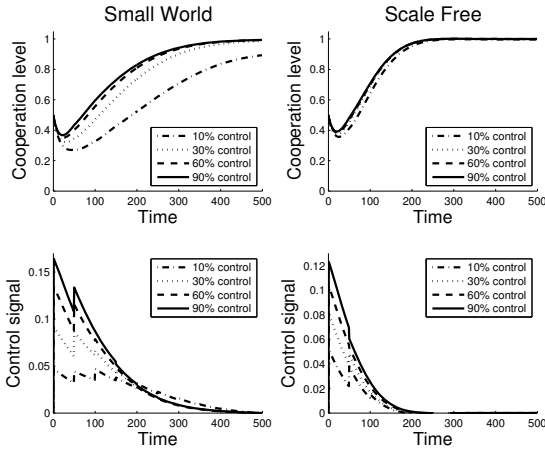 Small World
Cooperation level
1
0.8
0.6
0.4
0.2
0
0 100 200 300 400 500
Time
10% control
30% control
60% control
90% control
Scale Free
Cooperation level
1
0.8
0.6
0.4
0.2
0
0 100 200 300 400 500
Time
10% control
30% control
60% control
90% control
Control signal
0.15
0.1
0.05
0
0 100 200 300 400 500
Time
10% control
30% control
60% control
90% control
Control signal
0.12
0.1
0.08
0.06
0.04
0.02
0
0 100 200 300 400 500
Time
10% control
30% control
60% control
90% control